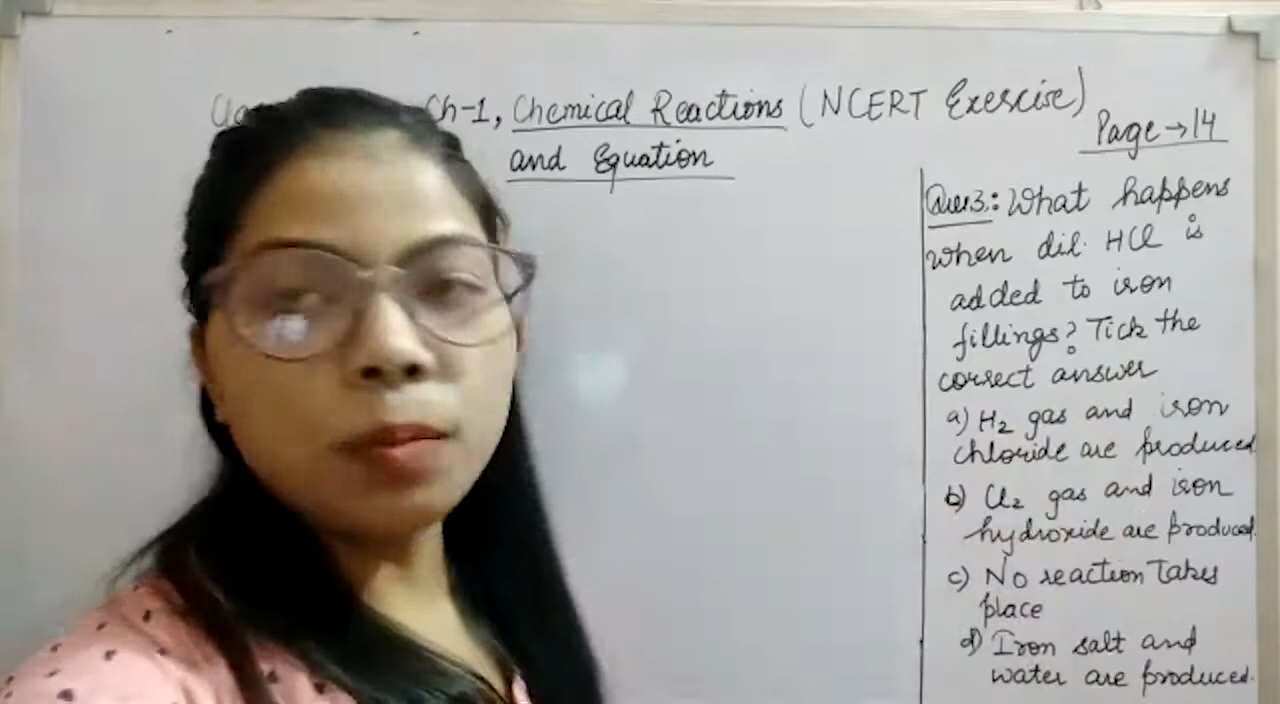 Ch-1, Chemical Reactions (NCERT Exercise)
and Equation
Page→14
Ques3.: What happens
when dil. HCl is
added to iron
fillings? Tick the
correct answer
a) H₂ gas and iron
chloride are produced
b) Cl₂ gas and iron
hydroxide are produced.
c) No reaction takes
place
d) Iron salt and
water are produced.